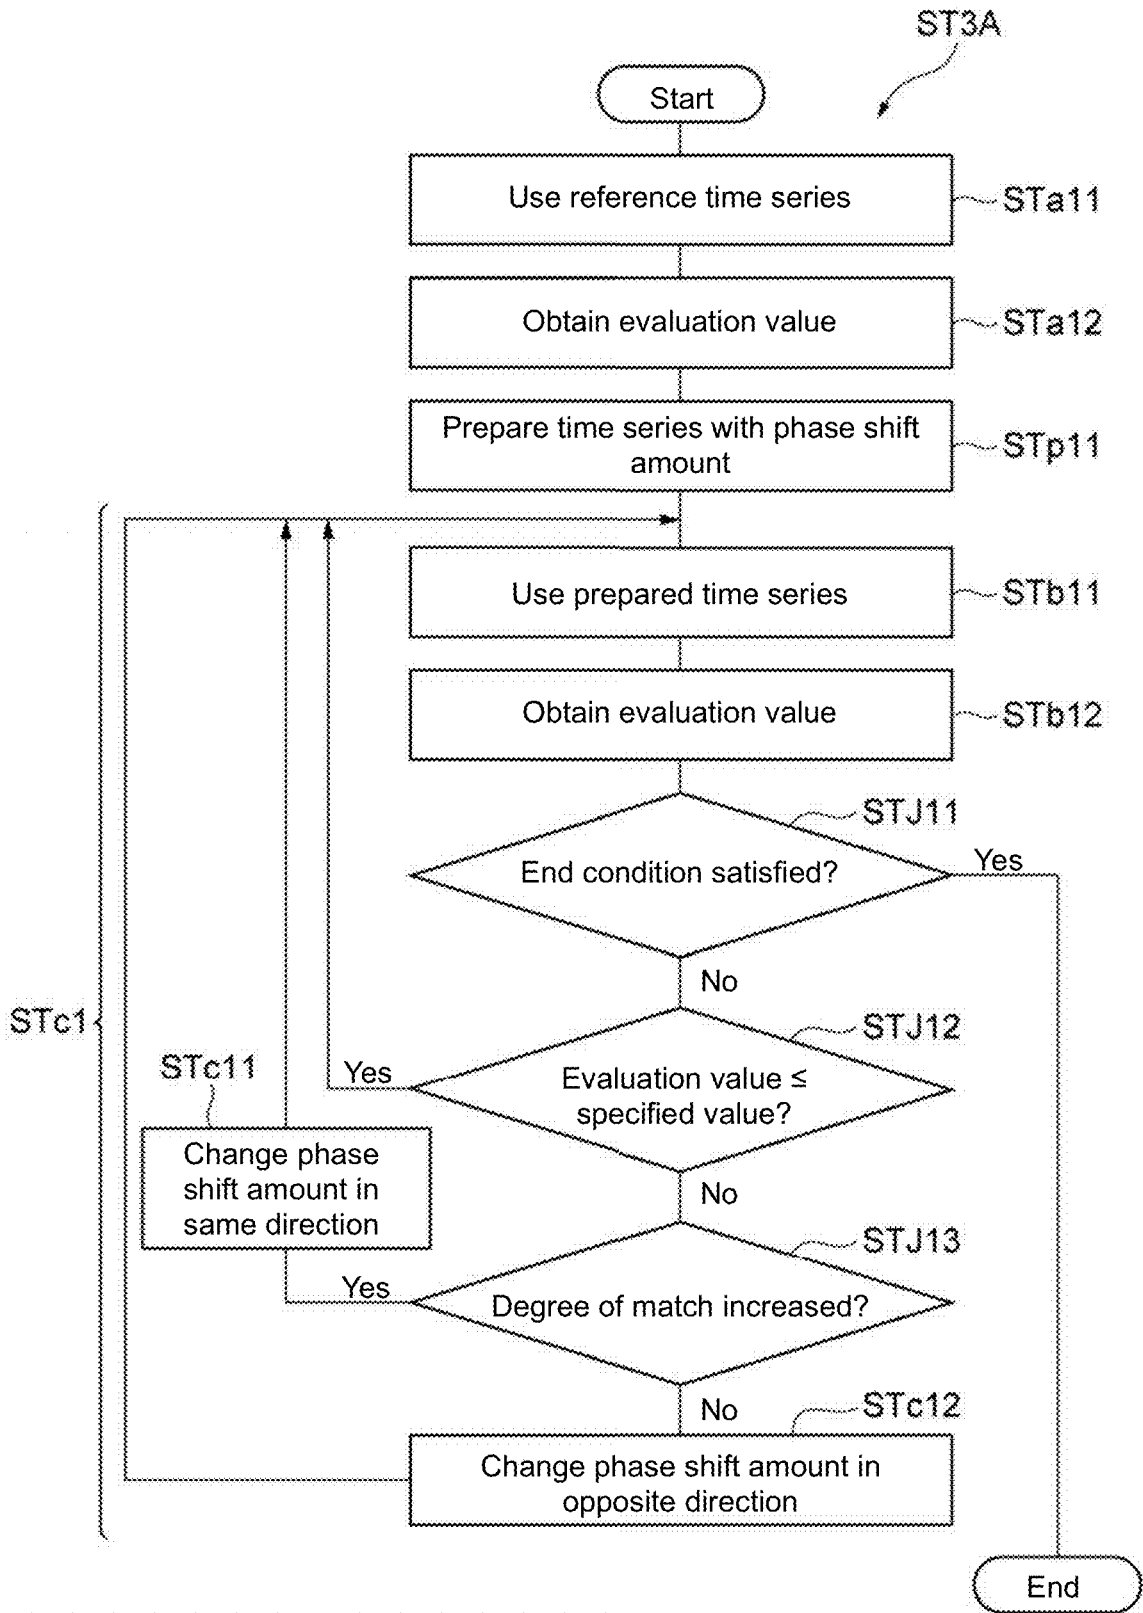 ST3A
Start
Use reference time series
STa11
Obtain evaluation value
STa12
Prepare time series with phase shift
amount
STp11
Use prepared time series
STb11
Obtain evaluation value
STb12
STJ11
End condition satisfied?
Yes
No
STc1
STJ12
Evaluation value ≤
specified value?
Yes
No
STc11
Change phase
shift amount in
same direction
STJ13
Degree of match increased?
Yes
No
STc12
Change phase shift amount in
opposite direction
End